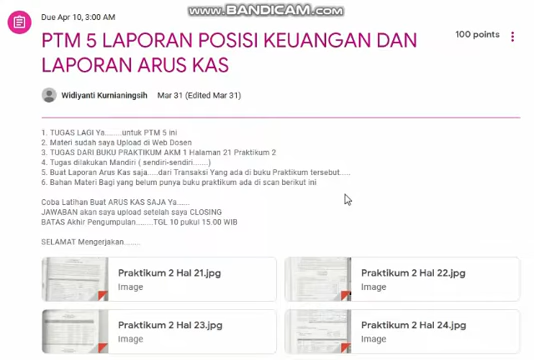 www.BANDICAM.com
Due Apr 10, 3:00 AM
PTM 5 LAPORAN POSISI KEUANGAN DAN
LAPORAN ARUS KAS
100 points
Widiyanti Kurnianingsih Mar 31 (Edited Mar 31)
1. TUGAS LAGI Ya........untuk PTM 5 ini
2. Materi sudah saya Upload di Web Dosen
3. TUGAS DARI BUKU PRAKTIKUM AKM 1 Halaman 21 Praktikum 2
4. Tugas dilakukan Mandiri ( sendiri-sendiri.......)
5. Buat Laporan Arus Kas saja.....dari Transaksi Yang ada di buku Praktikum tersebut.....
6. Bahan Materi Bagi yang belum punya buku praktikum ada di scan berikut ini
Coba Latihan Buat ARUS KAS SAJA Ya......
JAWABAN akan saya upload setelah saya CLOSING
BATAS Akhir Pengumpulan........TGL 10 pukul 15.00 WIB
SELAMAT Mengerjakan........
Praktikum 2 Hal 21.jpg
Image
Praktikum 2 Hal 22.jpg
Image
Praktikum 2 Hal 23.jpg
Image
Praktikum 2 Hal 24.jpg
Image